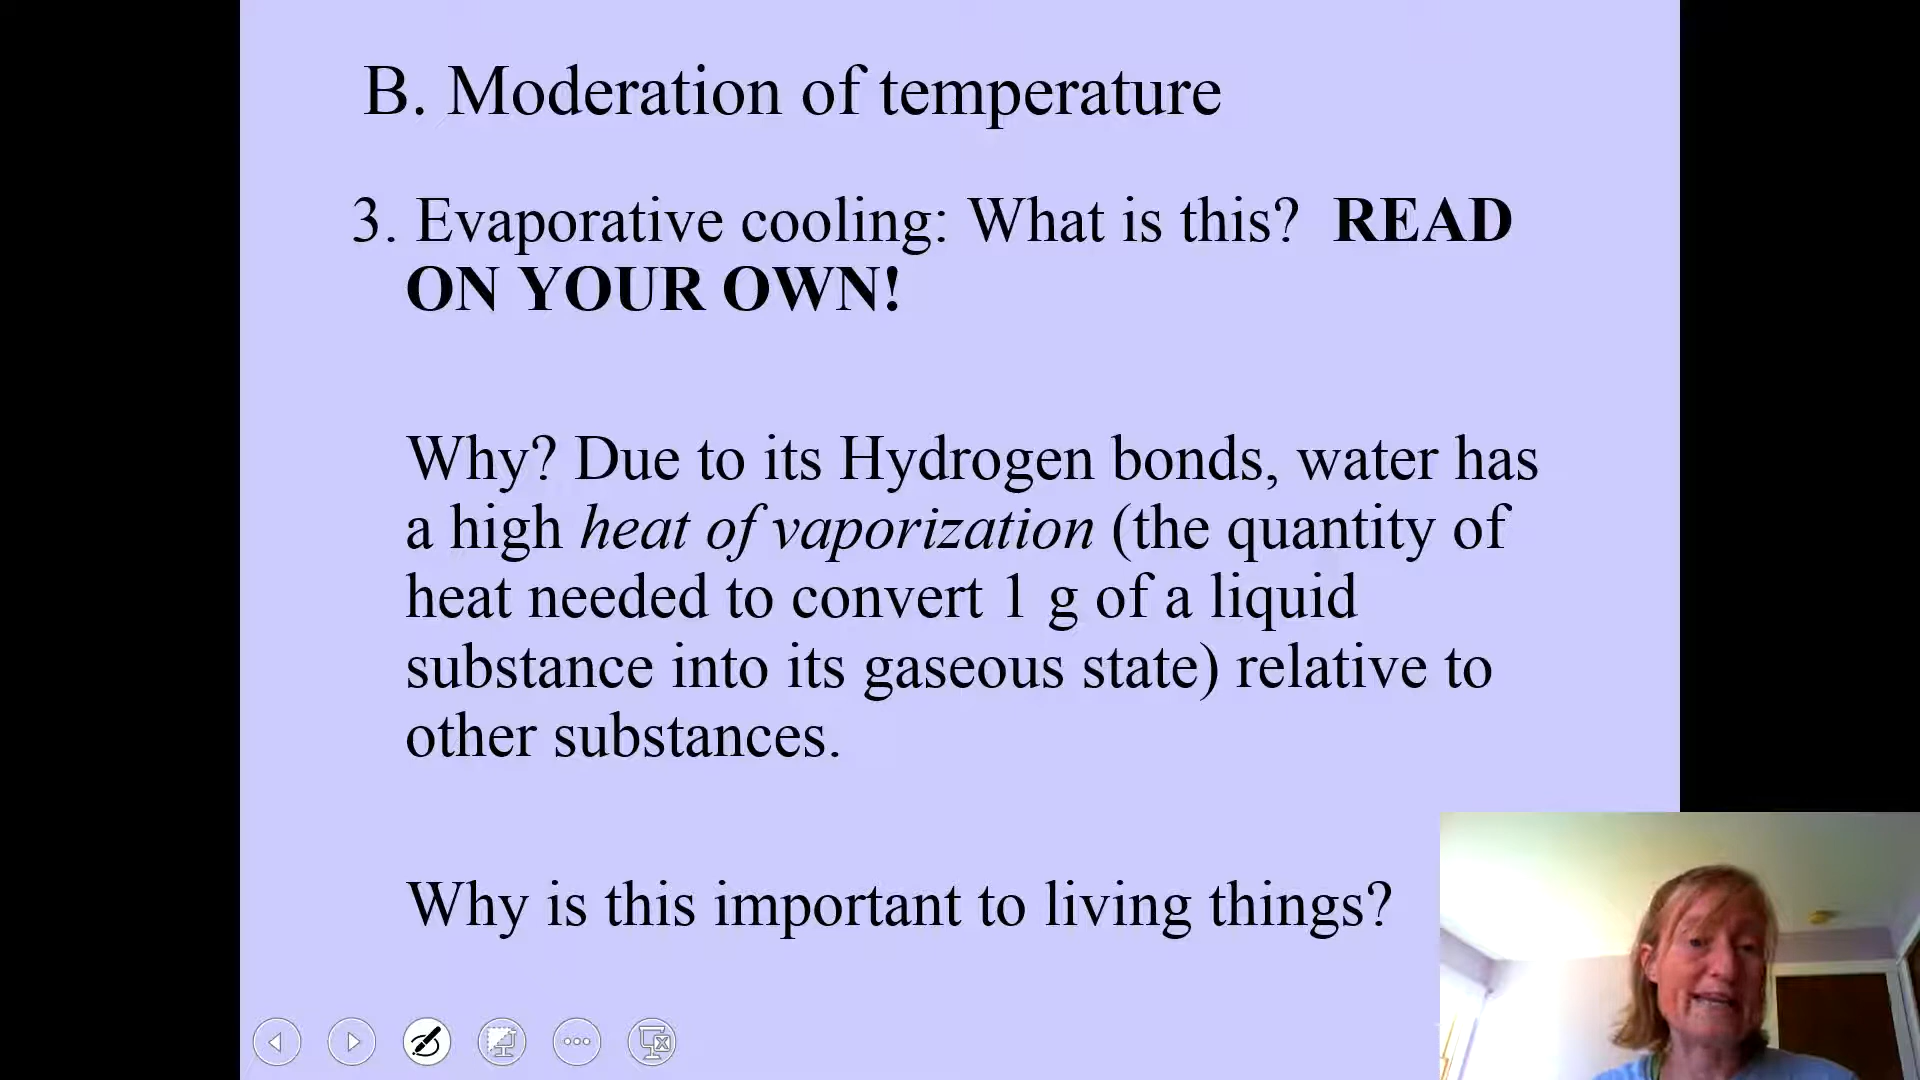 B. Moderation of temperature
3. Evaporative cooling: What is this? READ
ON YOUR OWN!
Why? Due to its Hydrogen bonds, water has
a high heat of vaporization (the quantity of
heat needed to convert 1 g of a liquid
substance into its gaseous state) relative to
other substances.
Why is this important to living things?